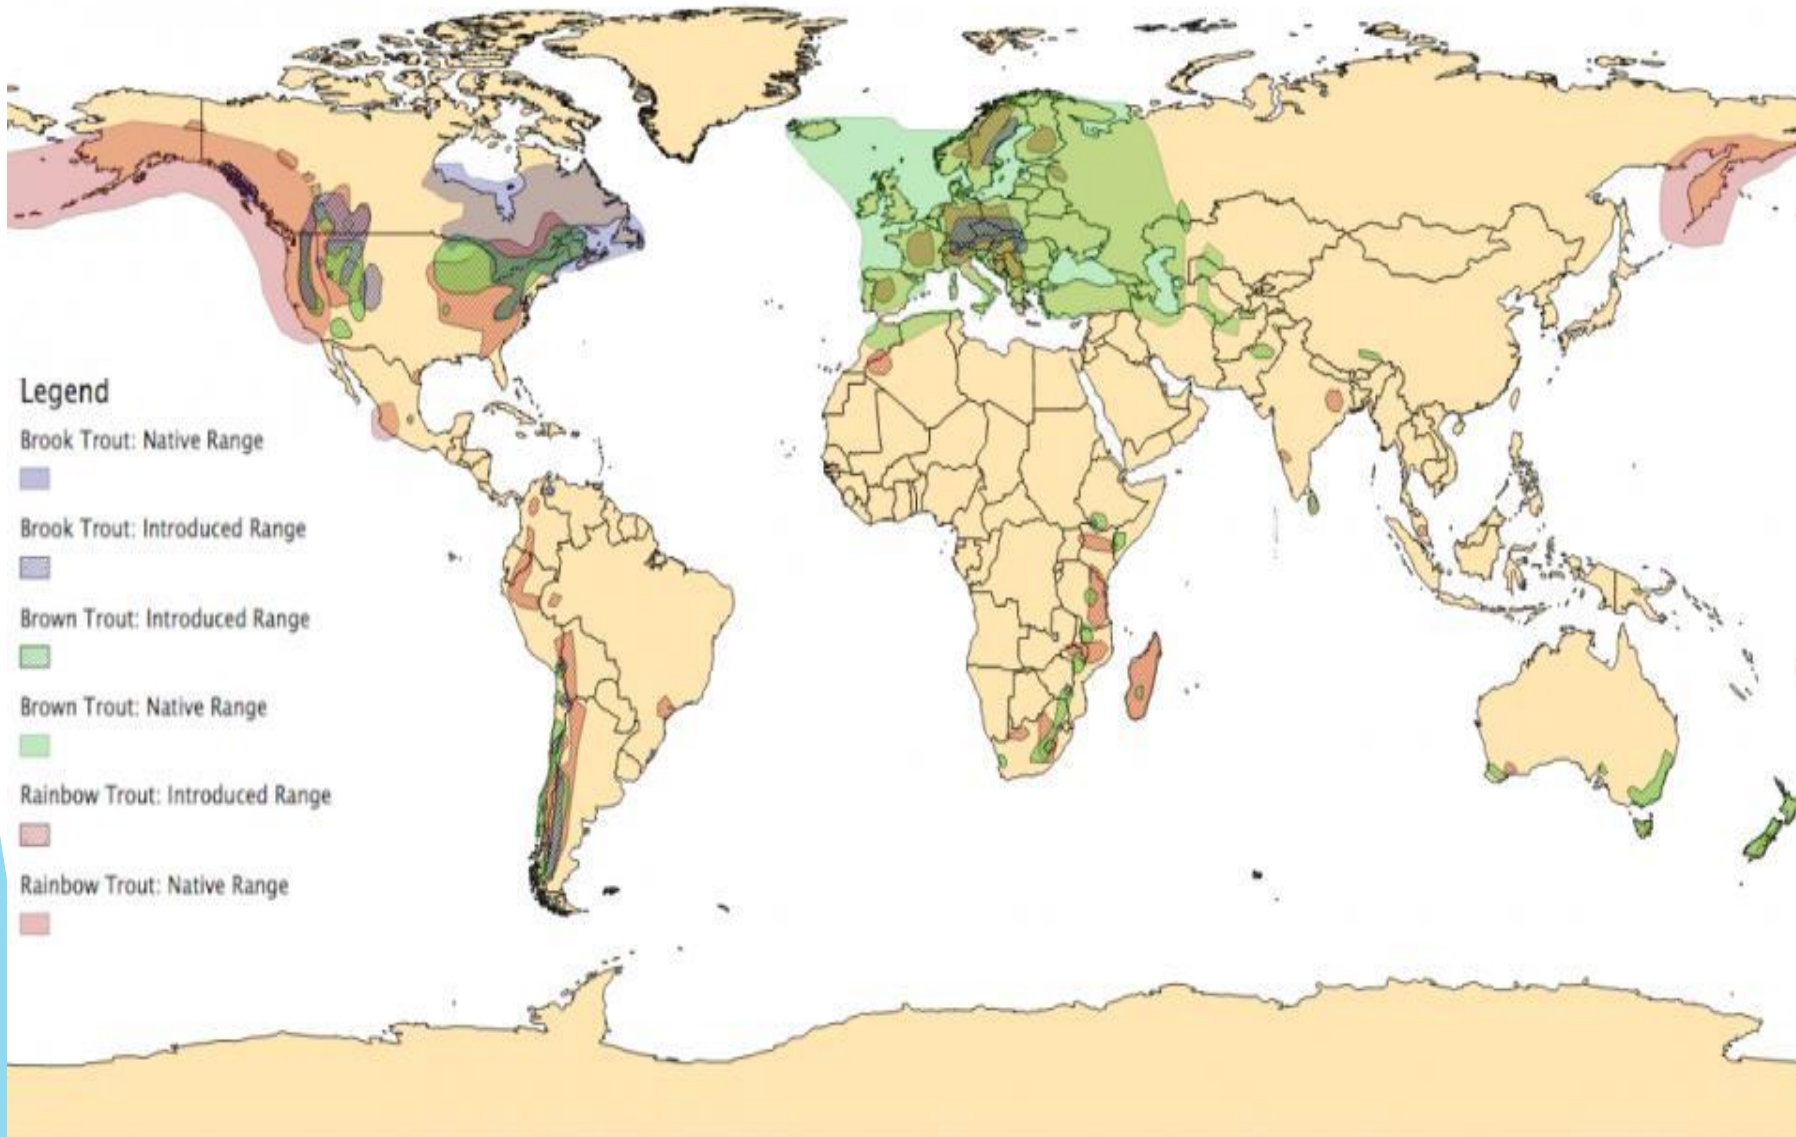 Legend
Brook Trout: Native Range
Brook Trout: Introduced Range
Brown Trout: Introduced Range
Brown Trout: Native Range
Rainbow Trout: Introduced Range
Rainbow Trout: Native Range